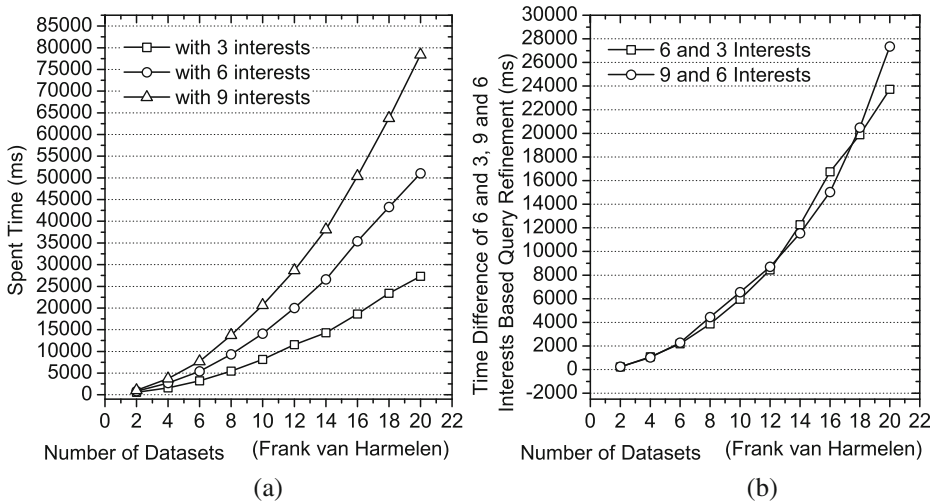 85000
80000
75000
70000
65000
60000
55000
50000
45000
40000
35000
30000
25000
20000
15000
10000
5000
0
Spent Time (ms)
with 3 interests
with 6 interests
with 9 interests
0 2 4 6 8 10 12 14 16 18 20 22
Number of Datasets (Frank van Harmelen)
(a)
30000
28000
26000
24000
22000
20000
18000
16000
14000
12000
10000
8000
6000
4000
2000
0
-2000
Time Difference of 6 and 3, 9 and 6
Interests Based Query Refinement (ms)
6 and 3 Interests
9 and 6 Interests
0 2 4 6 8 10 12 14 16 18 20 22
Number of Datasets (Frank van Harmelen)
(b)